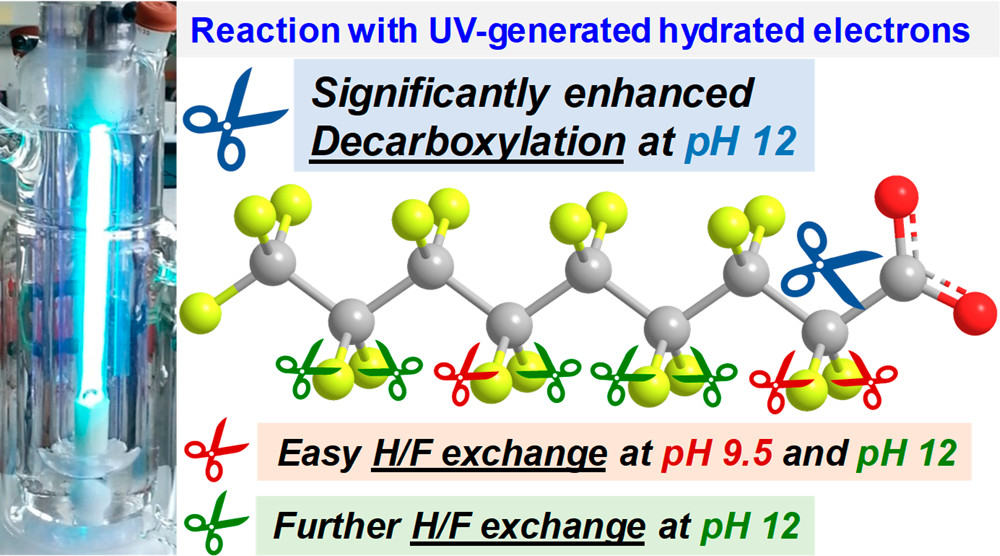 Reaction with UV-generated hydrated electrons
Significantly enhanced
Decarboxylation at pH 12
Easy H/F exchange at pH 9.5 and pH 12
Further H/F exchange at pH 12